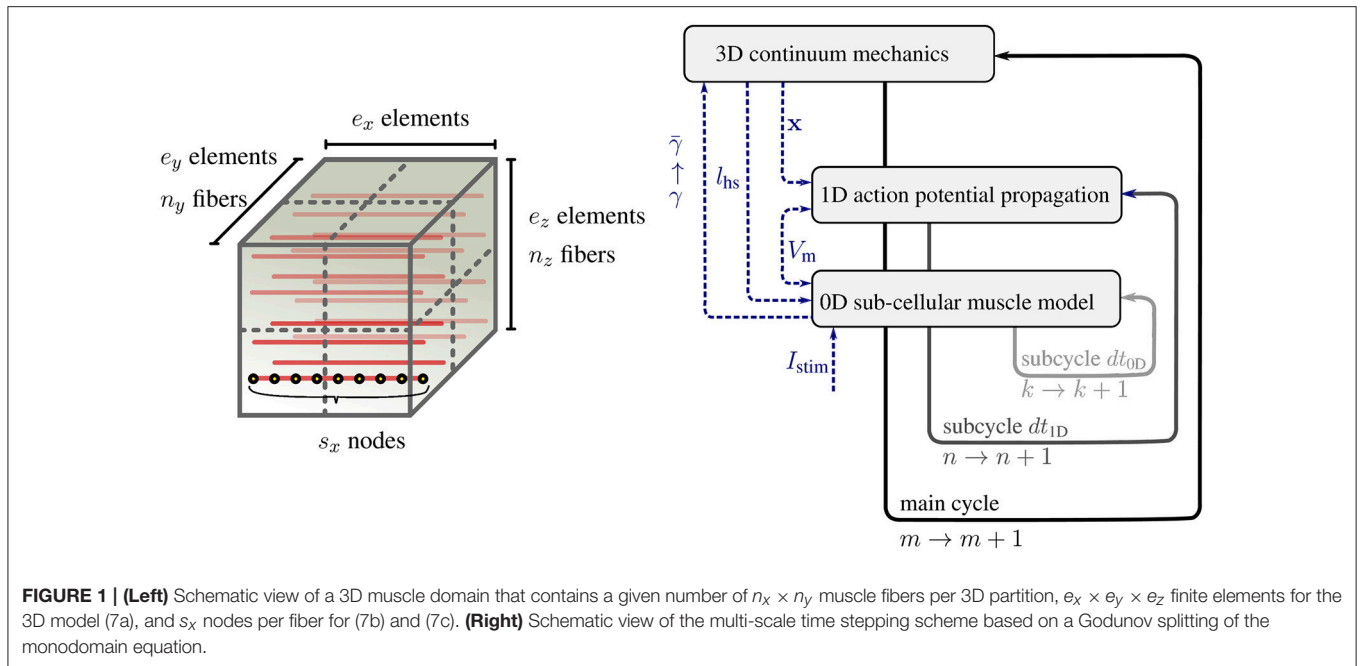 e_x elements
e_y elements
n_y fibers
e_z elements
n_z fibers
s_x nodes
3D continuum mechanics
γ̄
↑
γ
l_hs
x
1D action potential propagation
V_m
0D sub-cellular muscle model
I_stim
subcycle dt_0D
k → k + 1
subcycle dt_1D
n → n + 1
main cycle
m → m + 1
FIGURE 1 | (Left) Schematic view of a 3D muscle domain that contains a given number of n_x × n_y muscle fibers per 3D partition, e_x × e_y × e_z finite elements for the
3D model (7a), and s_x nodes per fiber for (7b) and (7c). (Right) Schematic view of the multi-scale time stepping scheme based on a Godunov splitting of the
monodomain equation.